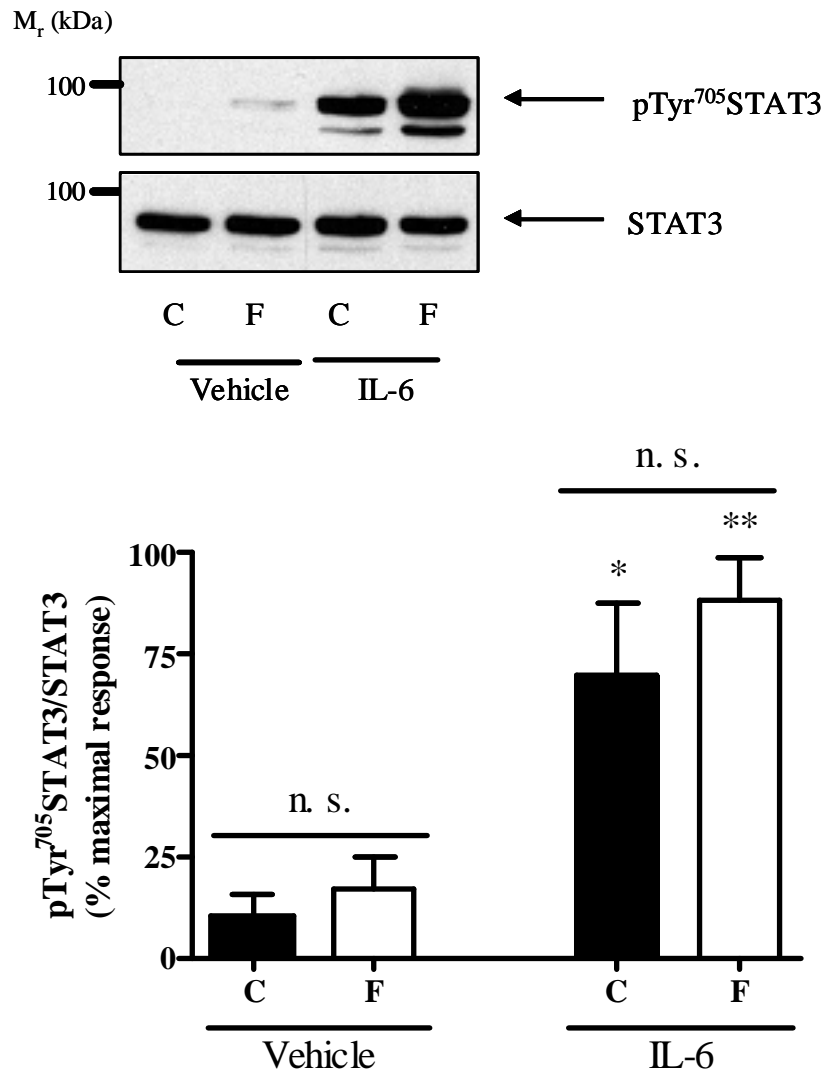 Mr (kDa)
100
pTyr705STAT3
100
STAT3
C F C F
Vehicle IL-6
n. s.
n. s.
* **
pTyr705STAT3/STAT3
(% maximal response)
100
75
50
25
0
C F C F
Vehicle IL-6